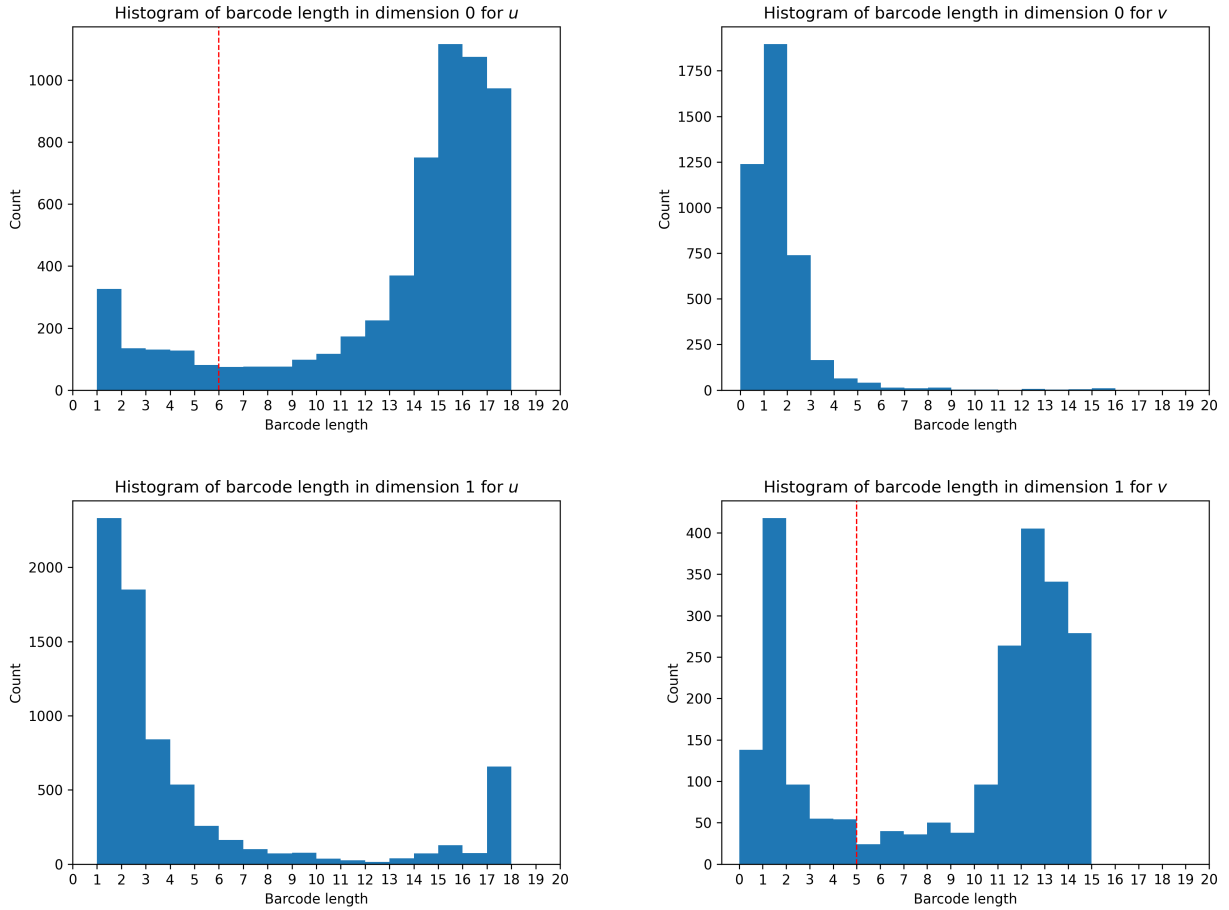 Histogram of barcode length in dimension 0 for u
Count
1000
800
600
400
200
0
0 1 2 3 4 5 6 7 8 9 10 11 12 13 14 15 16 17 18 19 20
Barcode length
Histogram of barcode length in dimension 0 for v
Count
1750
1500
1250
1000
750
500
250
0
0 1 2 3 4 5 6 7 8 9 10 11 12 13 14 15 16 17 18 19 20
Barcode length
Histogram of barcode length in dimension 1 for u
Count
2000
1500
1000
500
0
0 1 2 3 4 5 6 7 8 9 10 11 12 13 14 15 16 17 18 19 20
Barcode length
Histogram of barcode length in dimension 1 for v
Count
400
350
300
250
200
150
100
50
0
0 1 2 3 4 5 6 7 8 9 10 11 12 13 14 15 16 17 18 19 20
Barcode length